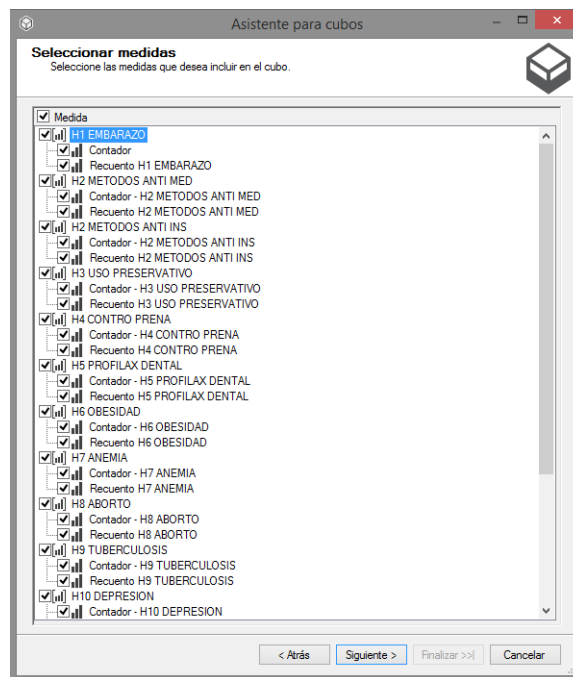 Asistente para cubos
Seleccionar medidas
Seleccione las medidas que desea incluir en el cubo.
Medida
H1 EMBARAZO
Contador
Recuento H1 EMBARAZO
H2 METODOS ANTI MED
Contador - H2 METODOS ANTI MED
Recuento H2 METODOS ANTI MED
H2 METODOS ANTI INS
Contador - H2 METODOS ANTI INS
Recuento H2 METODOS ANTI INS
H3 USO PRESERVATIVO
Contador - H3 USO PRESERVATIVO
Recuento H3 USO PRESERVATIVO
H4 CONTRO PRENA
Contador - H4 CONTRO PRENA
Recuento H4 CONTRO PRENA
H5 PROFILAX DENTAL
Contador - H5 PROFILAX DENTAL
Recuento H5 PROFILAX DENTAL
H6 OBESIDAD
Contador - H6 OBESIDAD
Recuento H6 OBESIDAD
H7 ANEMIA
Contador - H7 ANEMIA
Recuento H7 ANEMIA
H8 ABORTO
Contador - H8 ABORTO
Recuento H8 ABORTO
H9 TUBERCULOSIS
Contador - H9 TUBERCULOSIS
Recuento H9 TUBERCULOSIS
H10 DEPRESION
Contador - H10 DEPRESION
< Atrás Siguiente > Finalizar >>| Cancelar